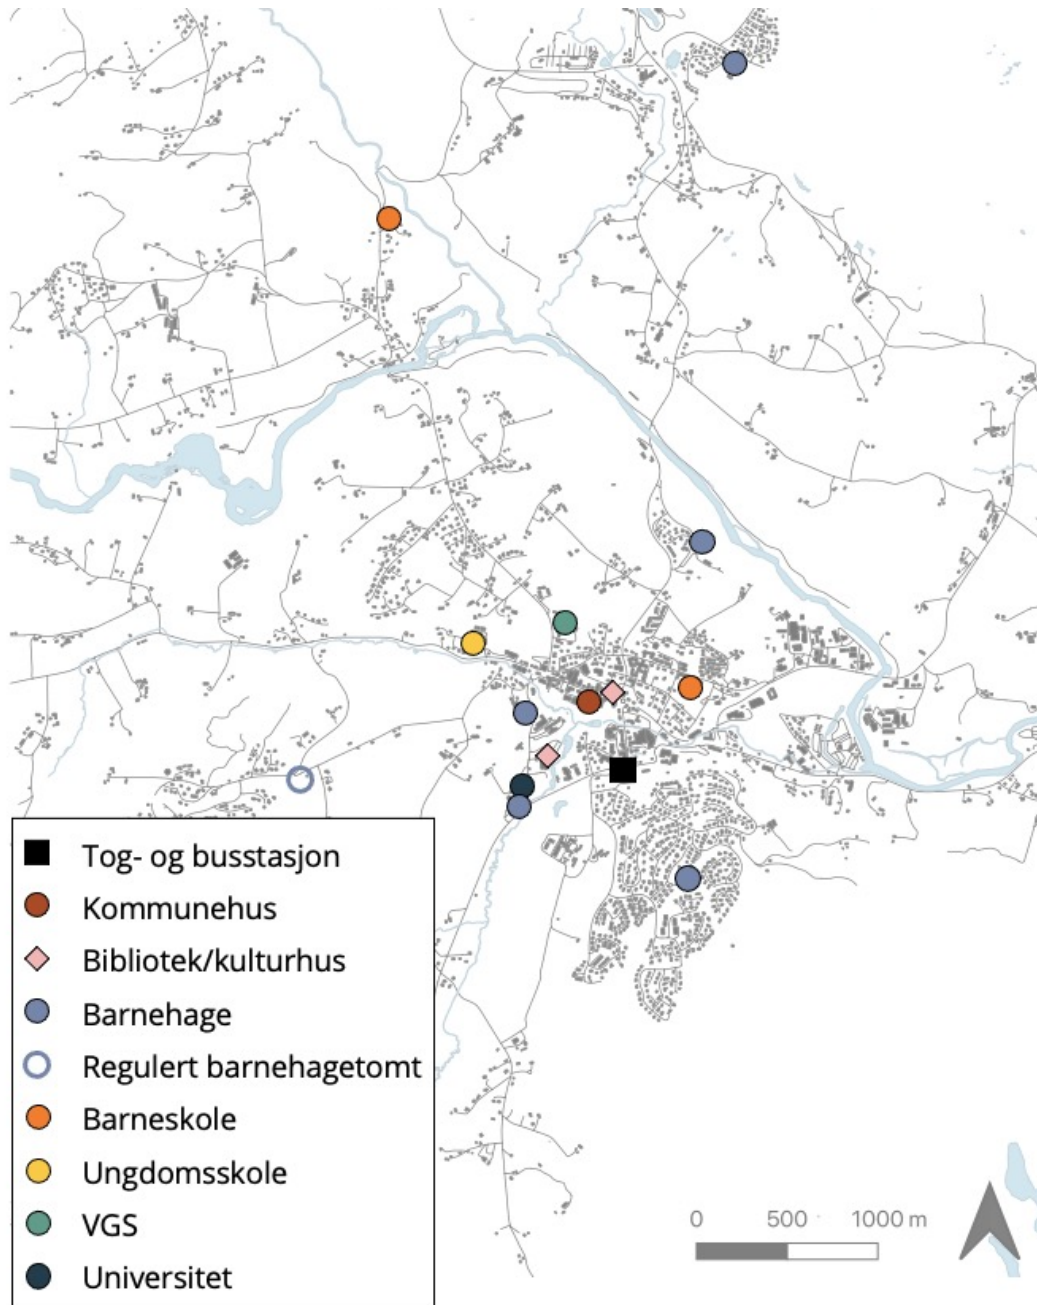 Tog- og busstasjon
Kommunehus
Bibliotek/kulturhus
Barnehage
Regulert barnehagetomt
Barneskole
Ungdomsskole
VGS
Universitet
0 500 1000 m